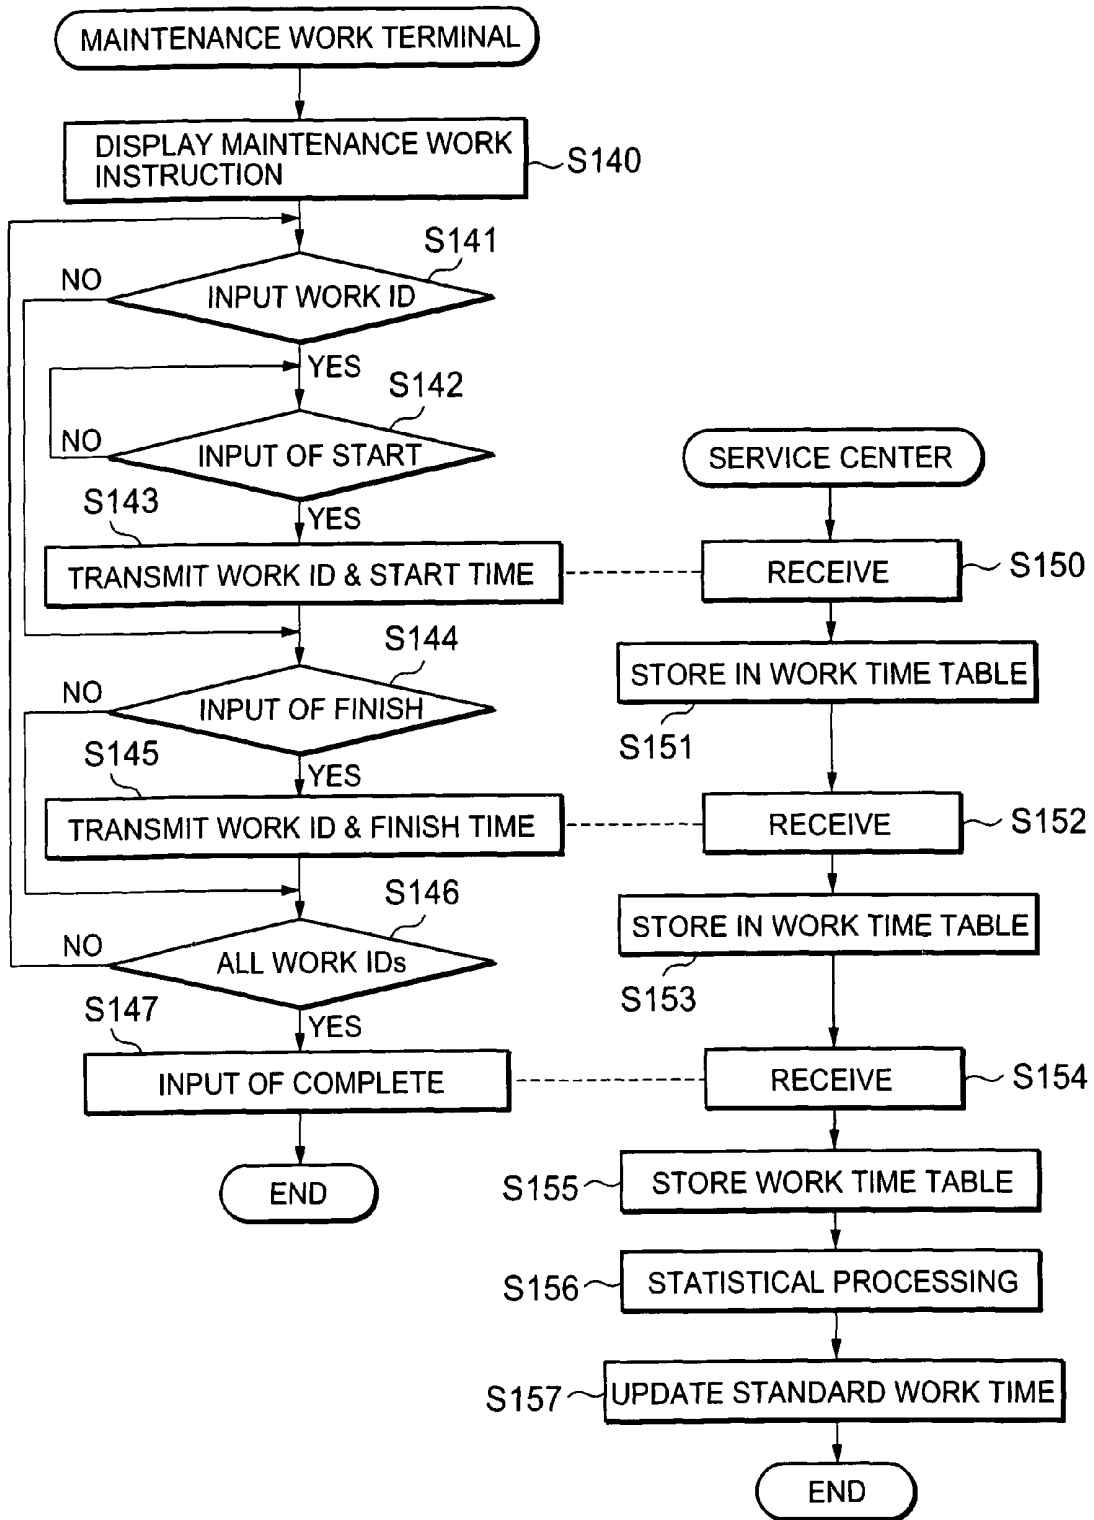 MAINTENANCE WORK TERMINAL
DISPLAY MAINTENANCE WORK
INSTRUCTION
S140
S141
NO
INPUT WORK ID
YES
S142
NO
INPUT OF START
YES
S143
TRANSMIT WORK ID & START TIME
S144
NO
INPUT OF FINISH
YES
S145
TRANSMIT WORK ID & FINISH TIME
S146
NO
ALL WORK IDs
YES
S147
INPUT OF COMPLETE
END
SERVICE CENTER
RECEIVE
S150
STORE IN WORK TIME TABLE
S151
RECEIVE
S152
STORE IN WORK TIME TABLE
S153
RECEIVE
S154
S155
STORE WORK TIME TABLE
S156
STATISTICAL PROCESSING
S157
UPDATE STANDARD WORK TIME
END